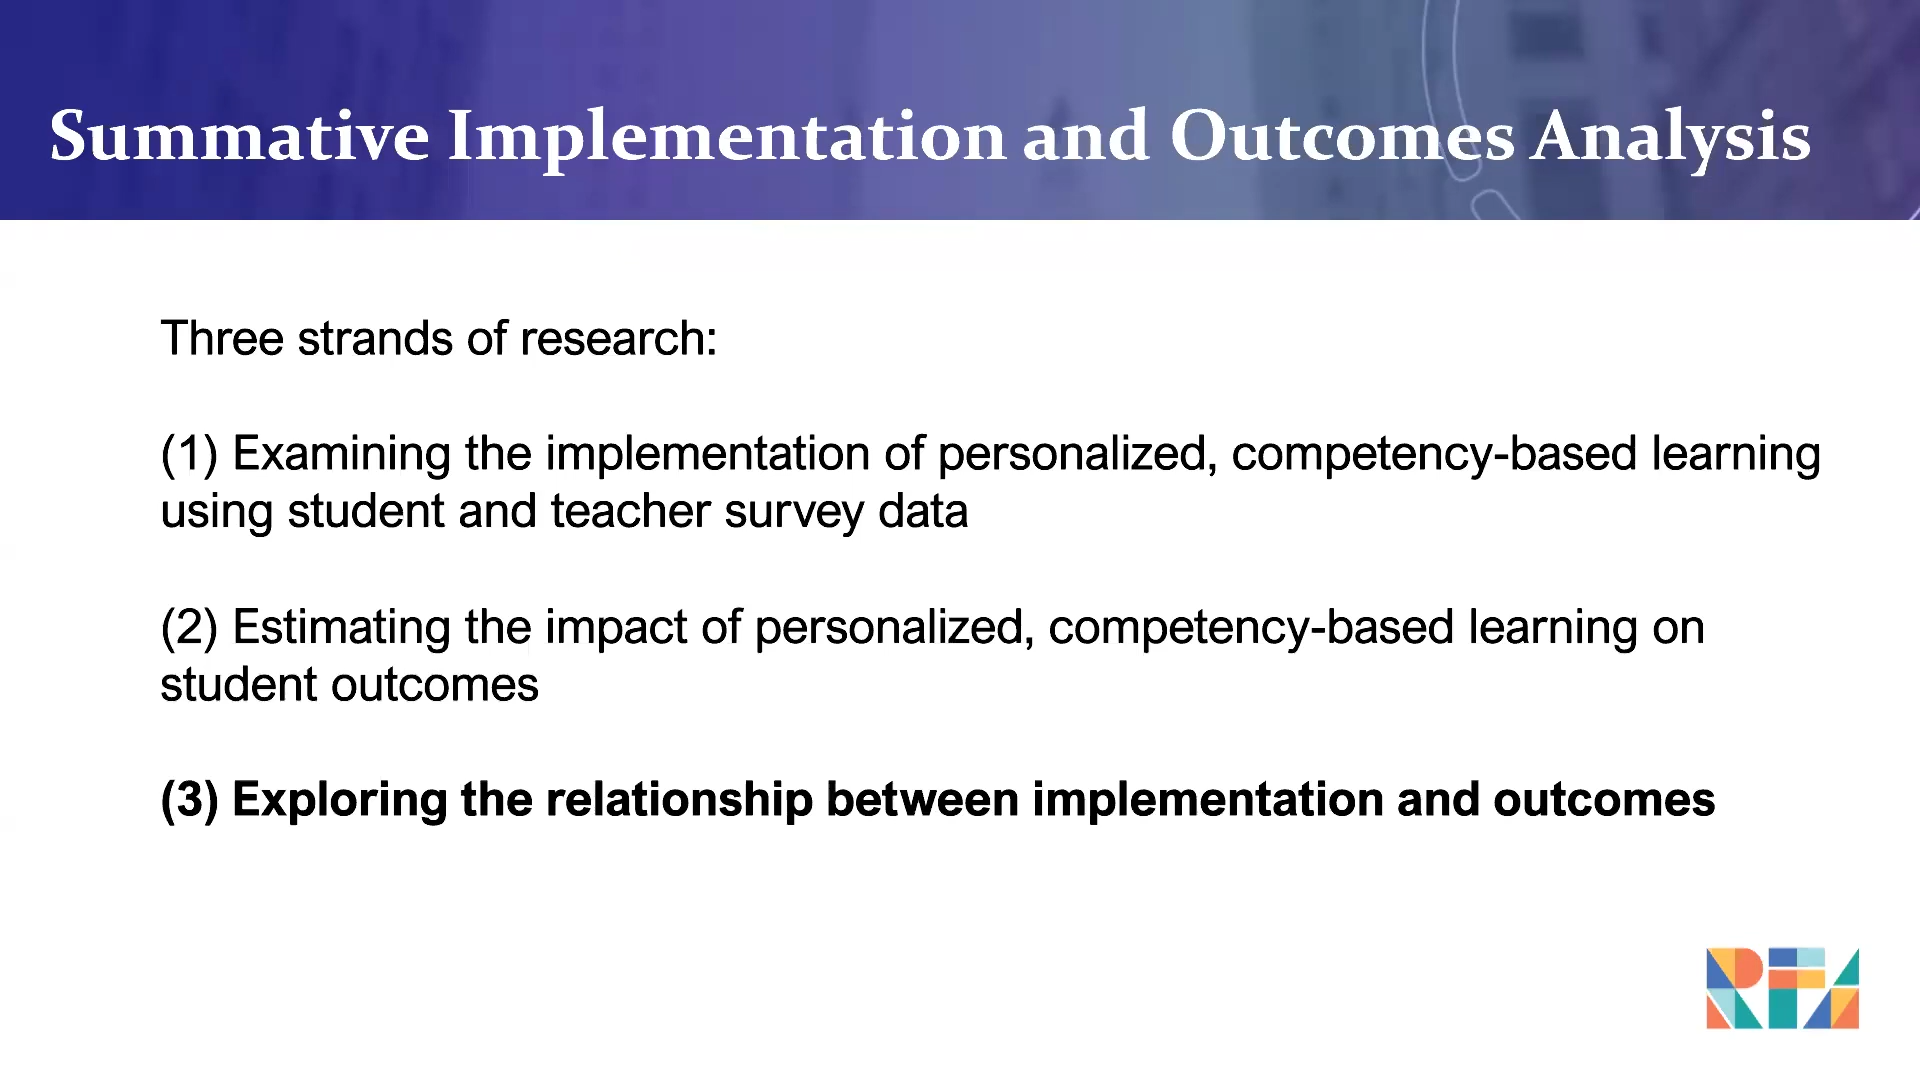 Summative Implementation and Outcomes Analysis
Three strands of research:
(1) Examining the implementation of personalized, competency-based learning
using student and teacher survey data
(2) Estimating the impact of personalized, competency-based learning on
student outcomes
(3) Exploring the relationship between implementation and outcomes
RFA